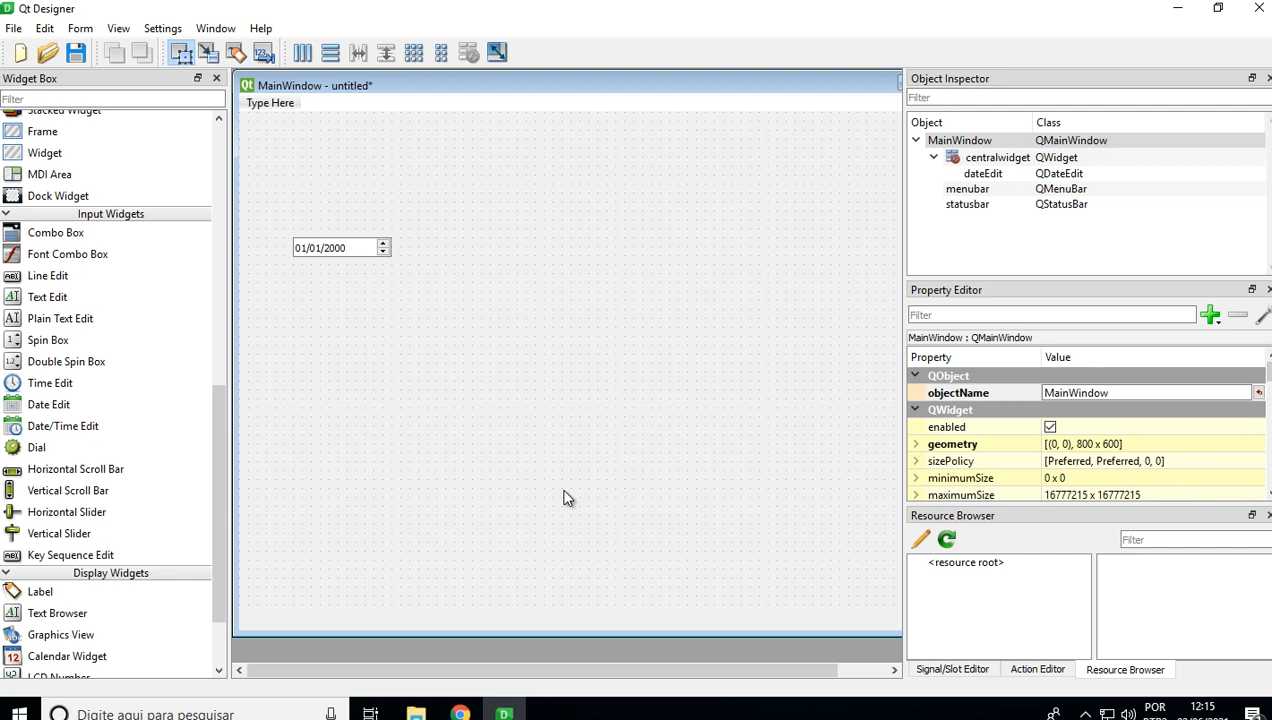 Qt Designer
File Edit Form View Settings Window Help
Widget Box
Filter
Stacked Widget
Frame
Widget
MDI Area
Dock Widget
Input Widgets
Combo Box
Font Combo Box
Line Edit
Text Edit
Plain Text Edit
Spin Box
Double Spin Box
Time Edit
Date Edit
Date/Time Edit
Dial
Horizontal Scroll Bar
Vertical Scroll Bar
Horizontal Slider
Vertical Slider
Key Sequence Edit
Display Widgets
Label
Text Browser
Graphics View
Calendar Widget
LCD Number
MainWindow - untitled*
Type Here
01/01/2000
Object Inspector
Filter
Object Class
MainWindow QMainWindow
centralwidget QWidget
dateEdit QDateEdit
menubar QMenuBar
statusbar QStatusBar
Property Editor
Filter
MainWindow : QMainWindow
Property Value
QObject
objectName MainWindow
QWidget
enabled
geometry [(0, 0), 800 x 600]
sizePolicy [Preferred, Preferred, 0, 0]
minimumSize 0 x 0
maximumSize 16777215 x 16777215
Resource Browser
Filter
<resource root>
Signal/Slot Editor Action Editor Resource Browser
Digite aqui para pesquisar
POR
12:15